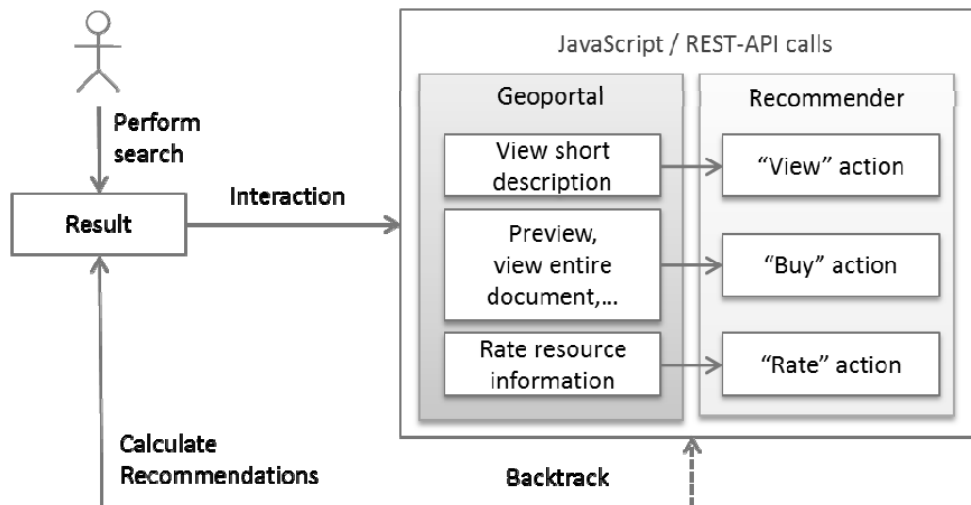 JavaScript / REST-API calls
Geoportal
Recommender
Perform
search
View short
description
"View" action
Interaction
Result
Preview,
view entire
document,...
"Buy" action
Rate resource
information
"Rate" action
Calculate
Recommendations
Backtrack